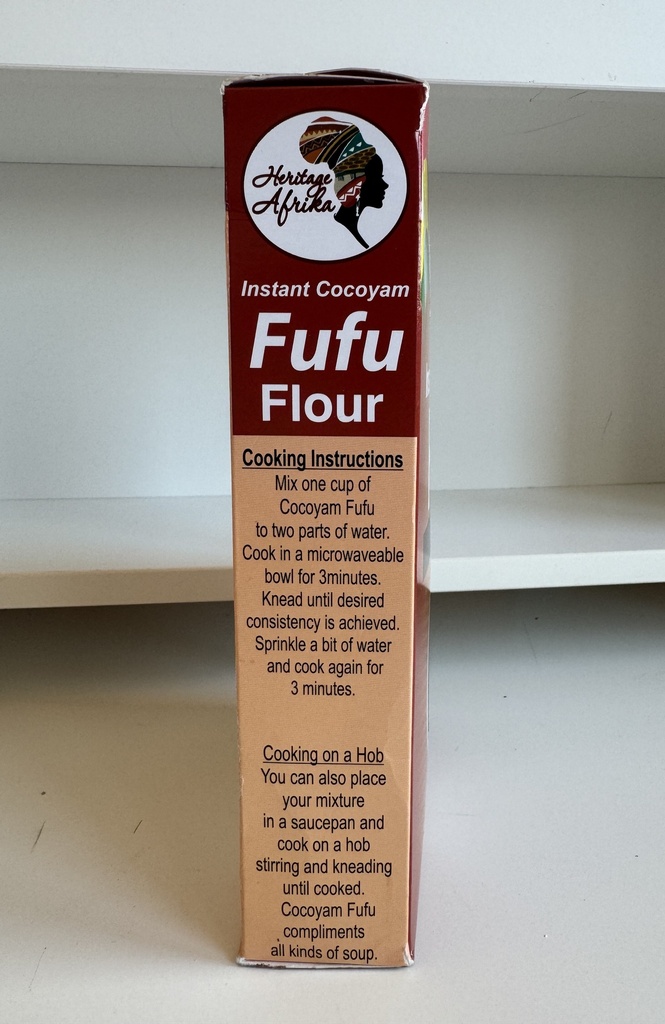 Heritage
Afrika
Instant Cocoyam
Fufu
Flour
Cooking Instructions
Mix one cup of
Cocoyam Fufu
to two parts of water.
Cook in a microwaveable
bowl for 3minutes.
Knead until desired
consistency is achieved.
Sprinkle a bit of water
and cook again for
3 minutes.
Cooking on a Hob
You can also place
your mixture
in a saucepan and
cook on a hob
stirring and kneading
until cooked.
Cocoyam Fufu
compliments
all kinds of soup.